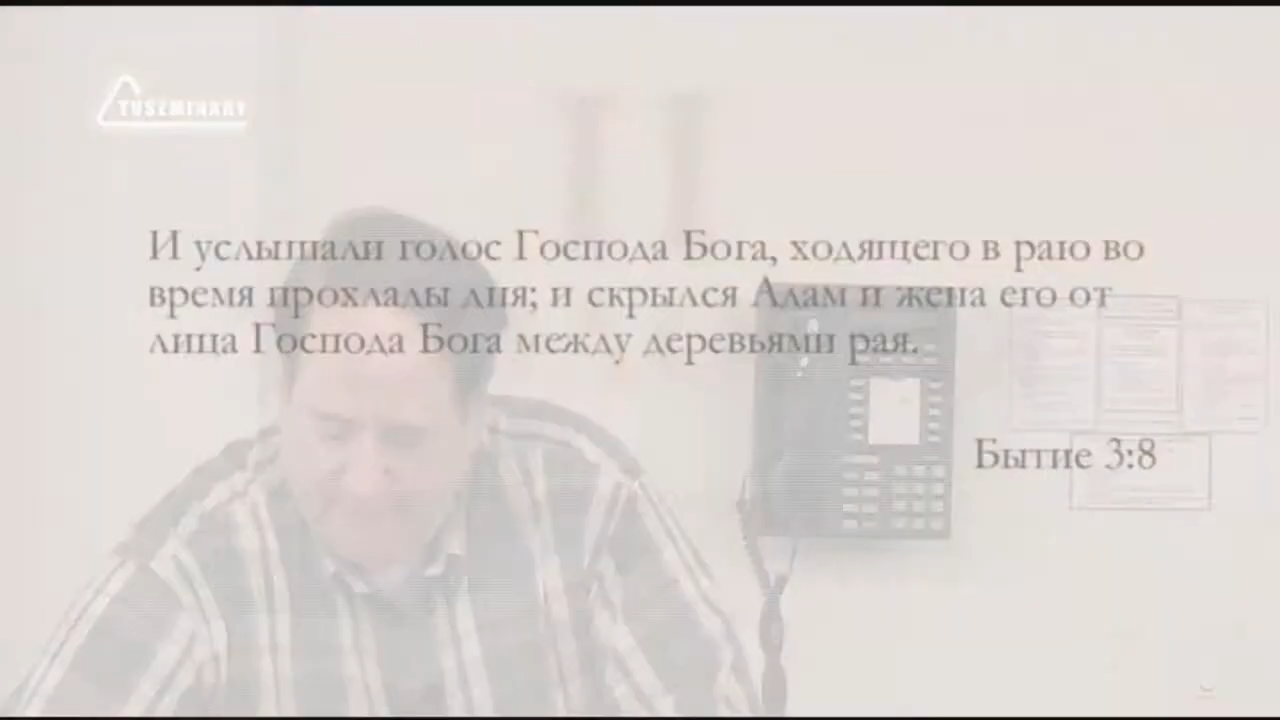 TUSEMINARY
И услышали голос Господа Бога, ходящего в раю во
время прохлады дня; и скрылся Адам и жена его от
лица Господа Бога между деревьями рая.
Бытие 3:8